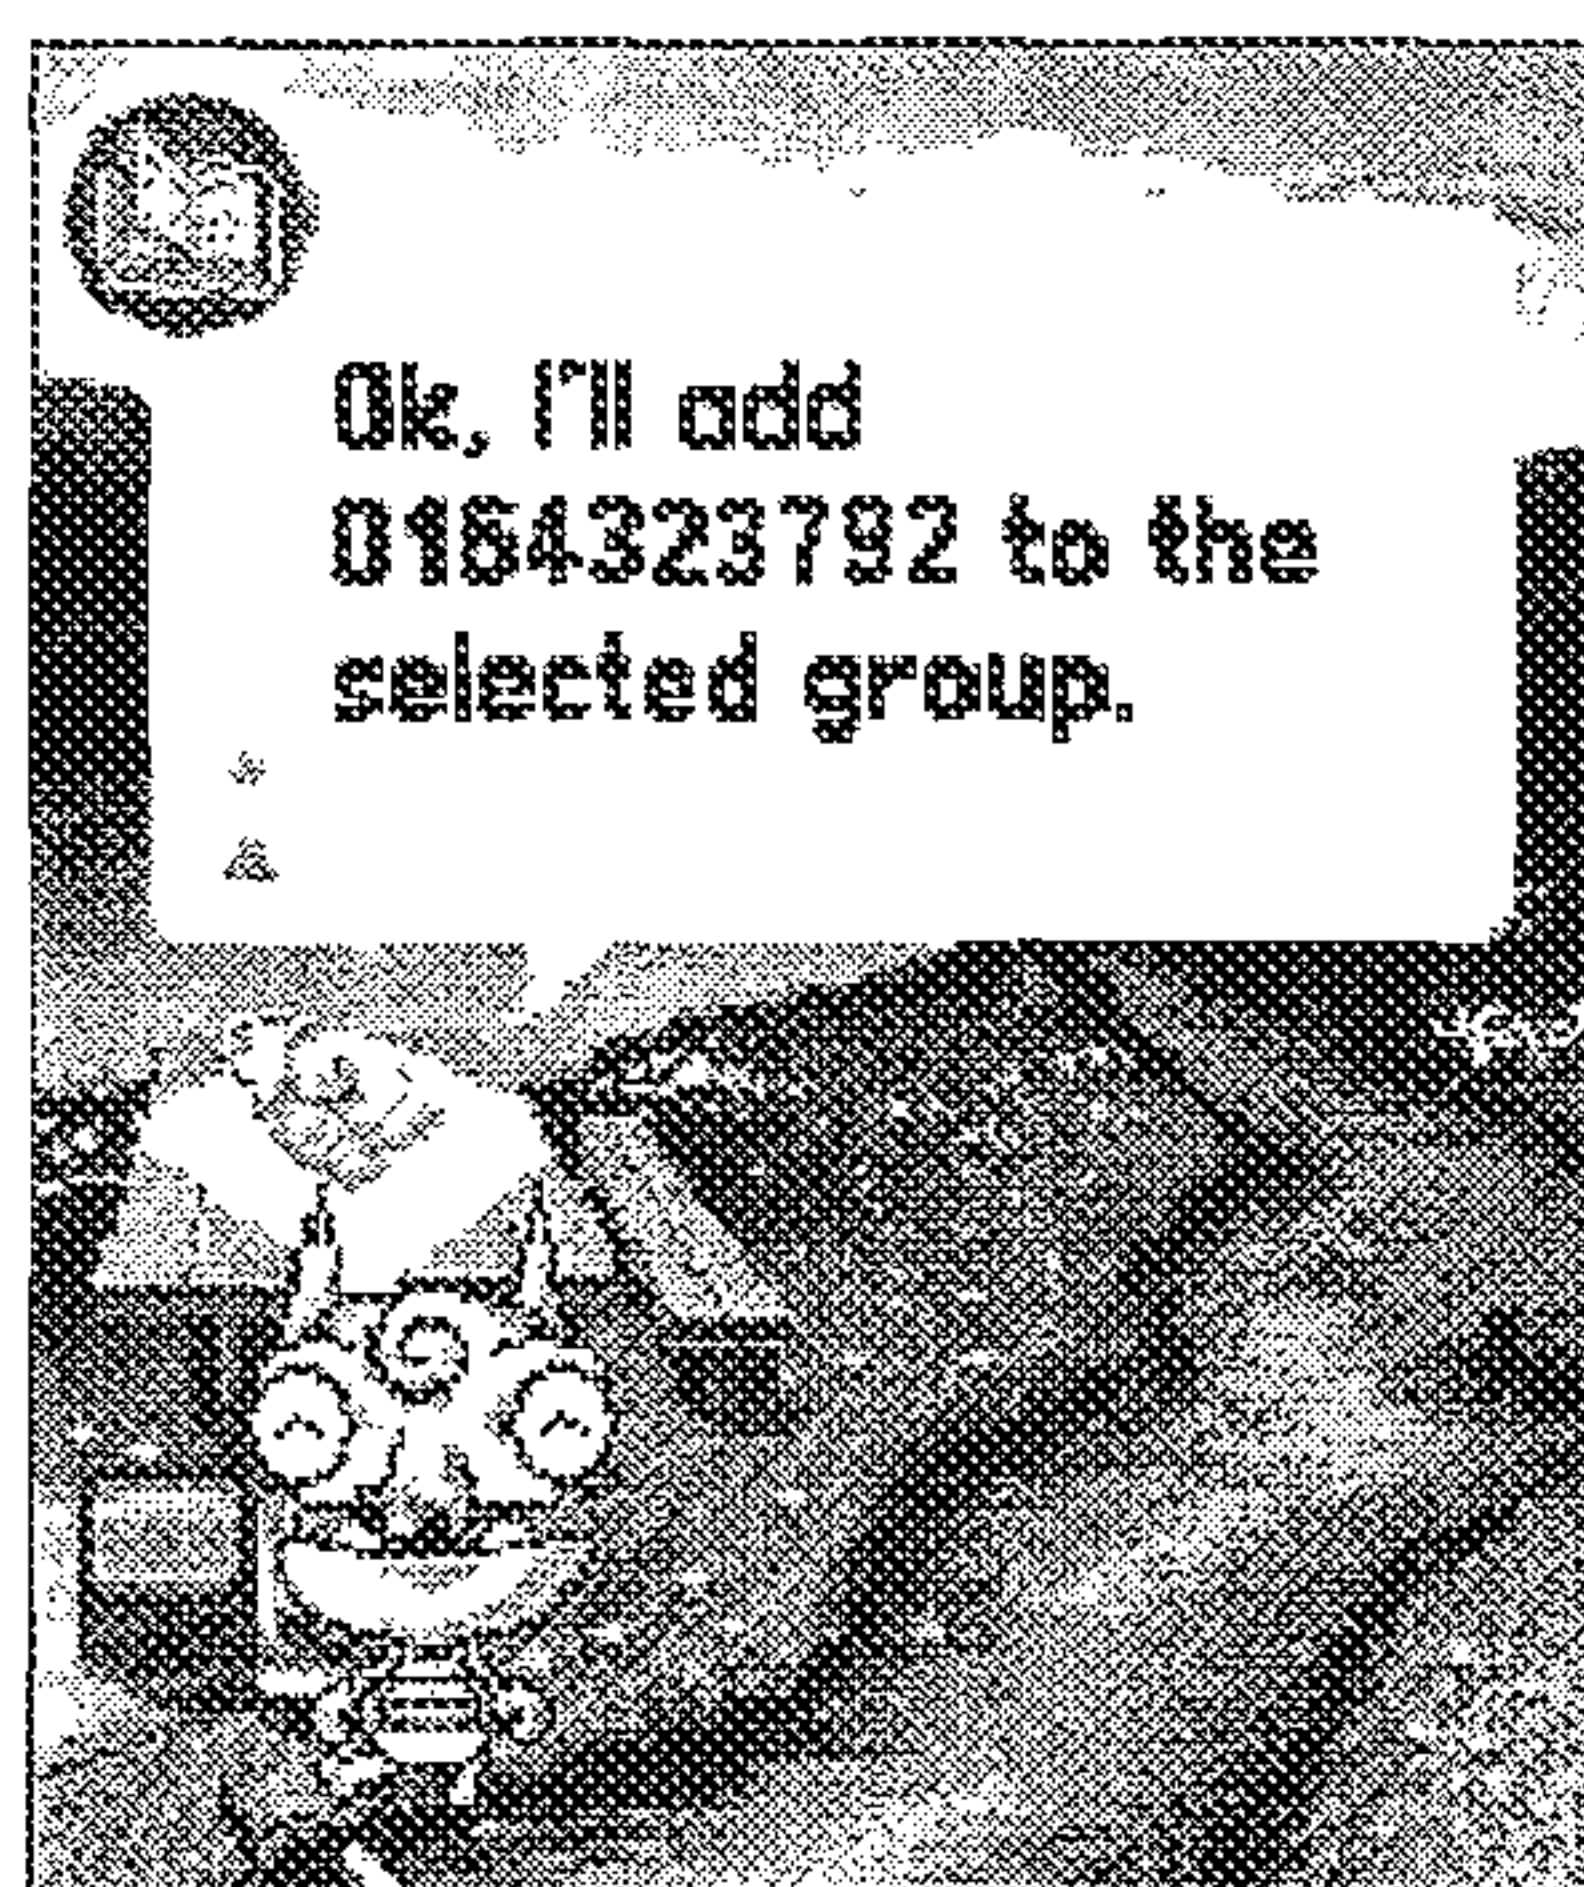 Ok, I'll add
0164323792 to the
selected group.